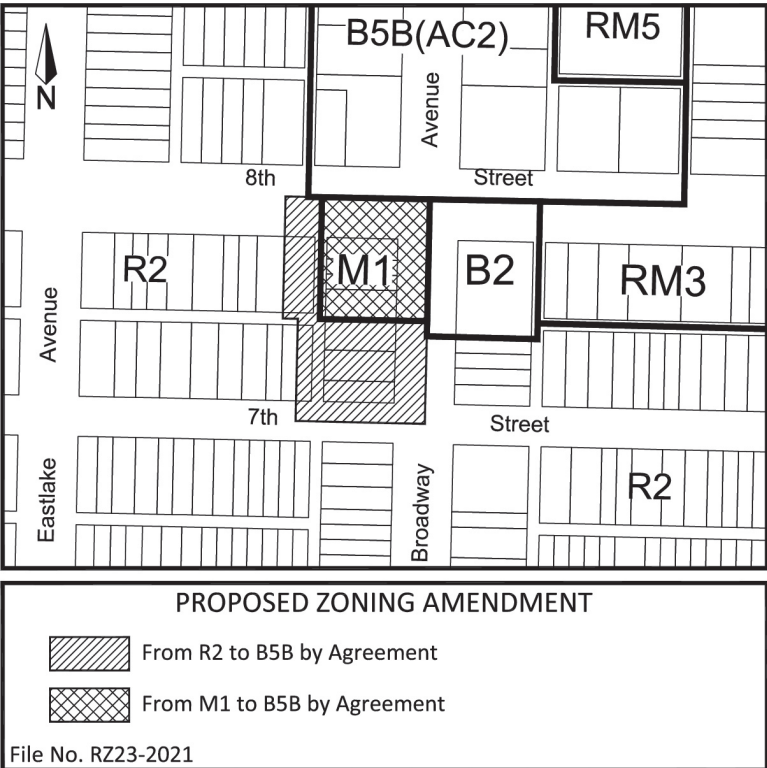 B5B(AC2)
RM5
N
Avenue
8th
Street
R2
M1
B2
RM3
Avenue
7th
Street
Eastlake
Broadway
R2
PROPOSED ZONING AMENDMENT
From R2 to B5B by Agreement
From M1 to B5B by Agreement
File No. RZ23-2021